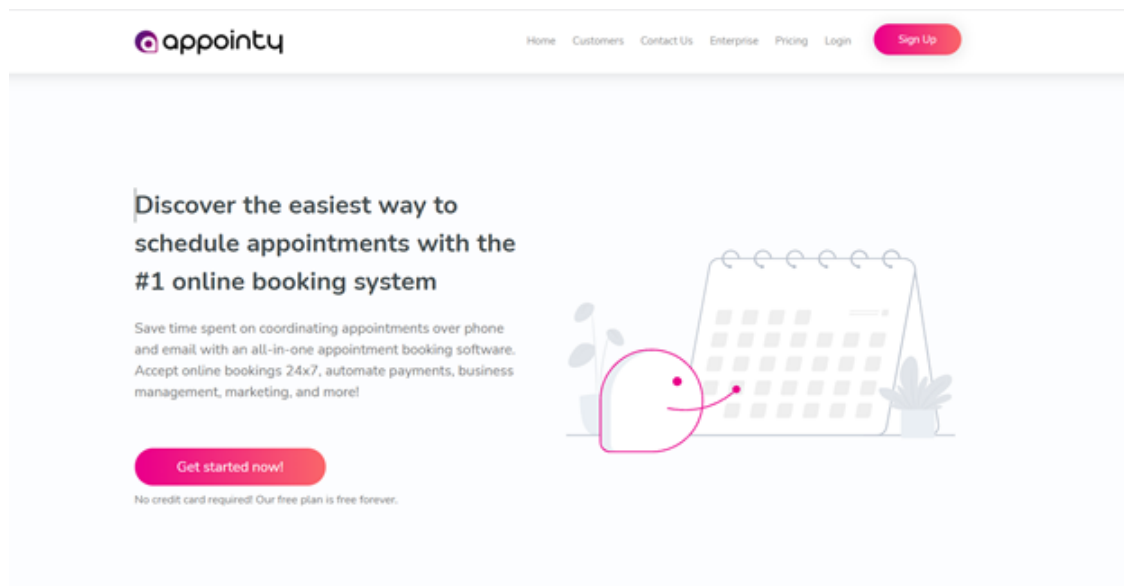 appointy
Home Customers Contact Us Enterprise Pricing Login Sign Up
Discover the easiest way to
schedule appointments with the
#1 online booking system
Save time spent on coordinating appointments over phone
and email with an all-in-one appointment booking software.
Accept online bookings 24x7, automate payments, business
management, marketing, and more!
Get started now!
No credit card required! Our free plan is free forever.